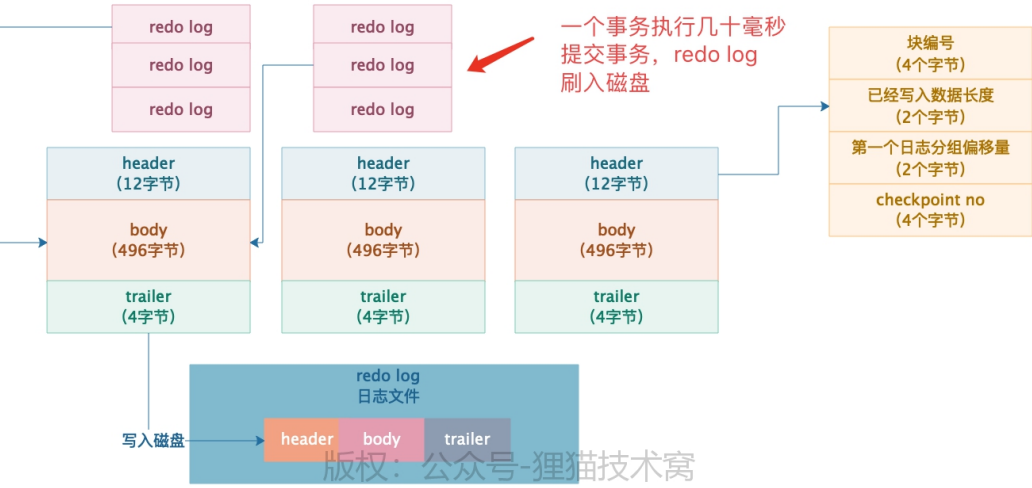 redo log
redo log
redo log
redo log
redo log
redo log
一个事务执行几十毫秒
提交事务，redo log
刷入磁盘
块编号
(4个字节)
已经写入数据长度
(2个字节)
第一个日志分组偏移量
(2个字节)
checkpoint no
(4个字节)
header
(12字节)
body
(496字节)
trailer
(4字节)
header
(12字节)
body
(496字节)
trailer
(4字节)
header
(12字节)
body
(496字节)
trailer
(4字节)
redo log
日志文件
写入磁盘
header
body
trailer
版权：公众号-狸猫技术窝